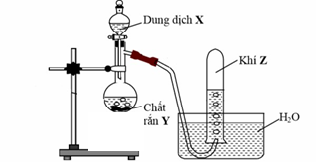 Dung dịch X
Khí Z
Chất
rắn Y
H₂O